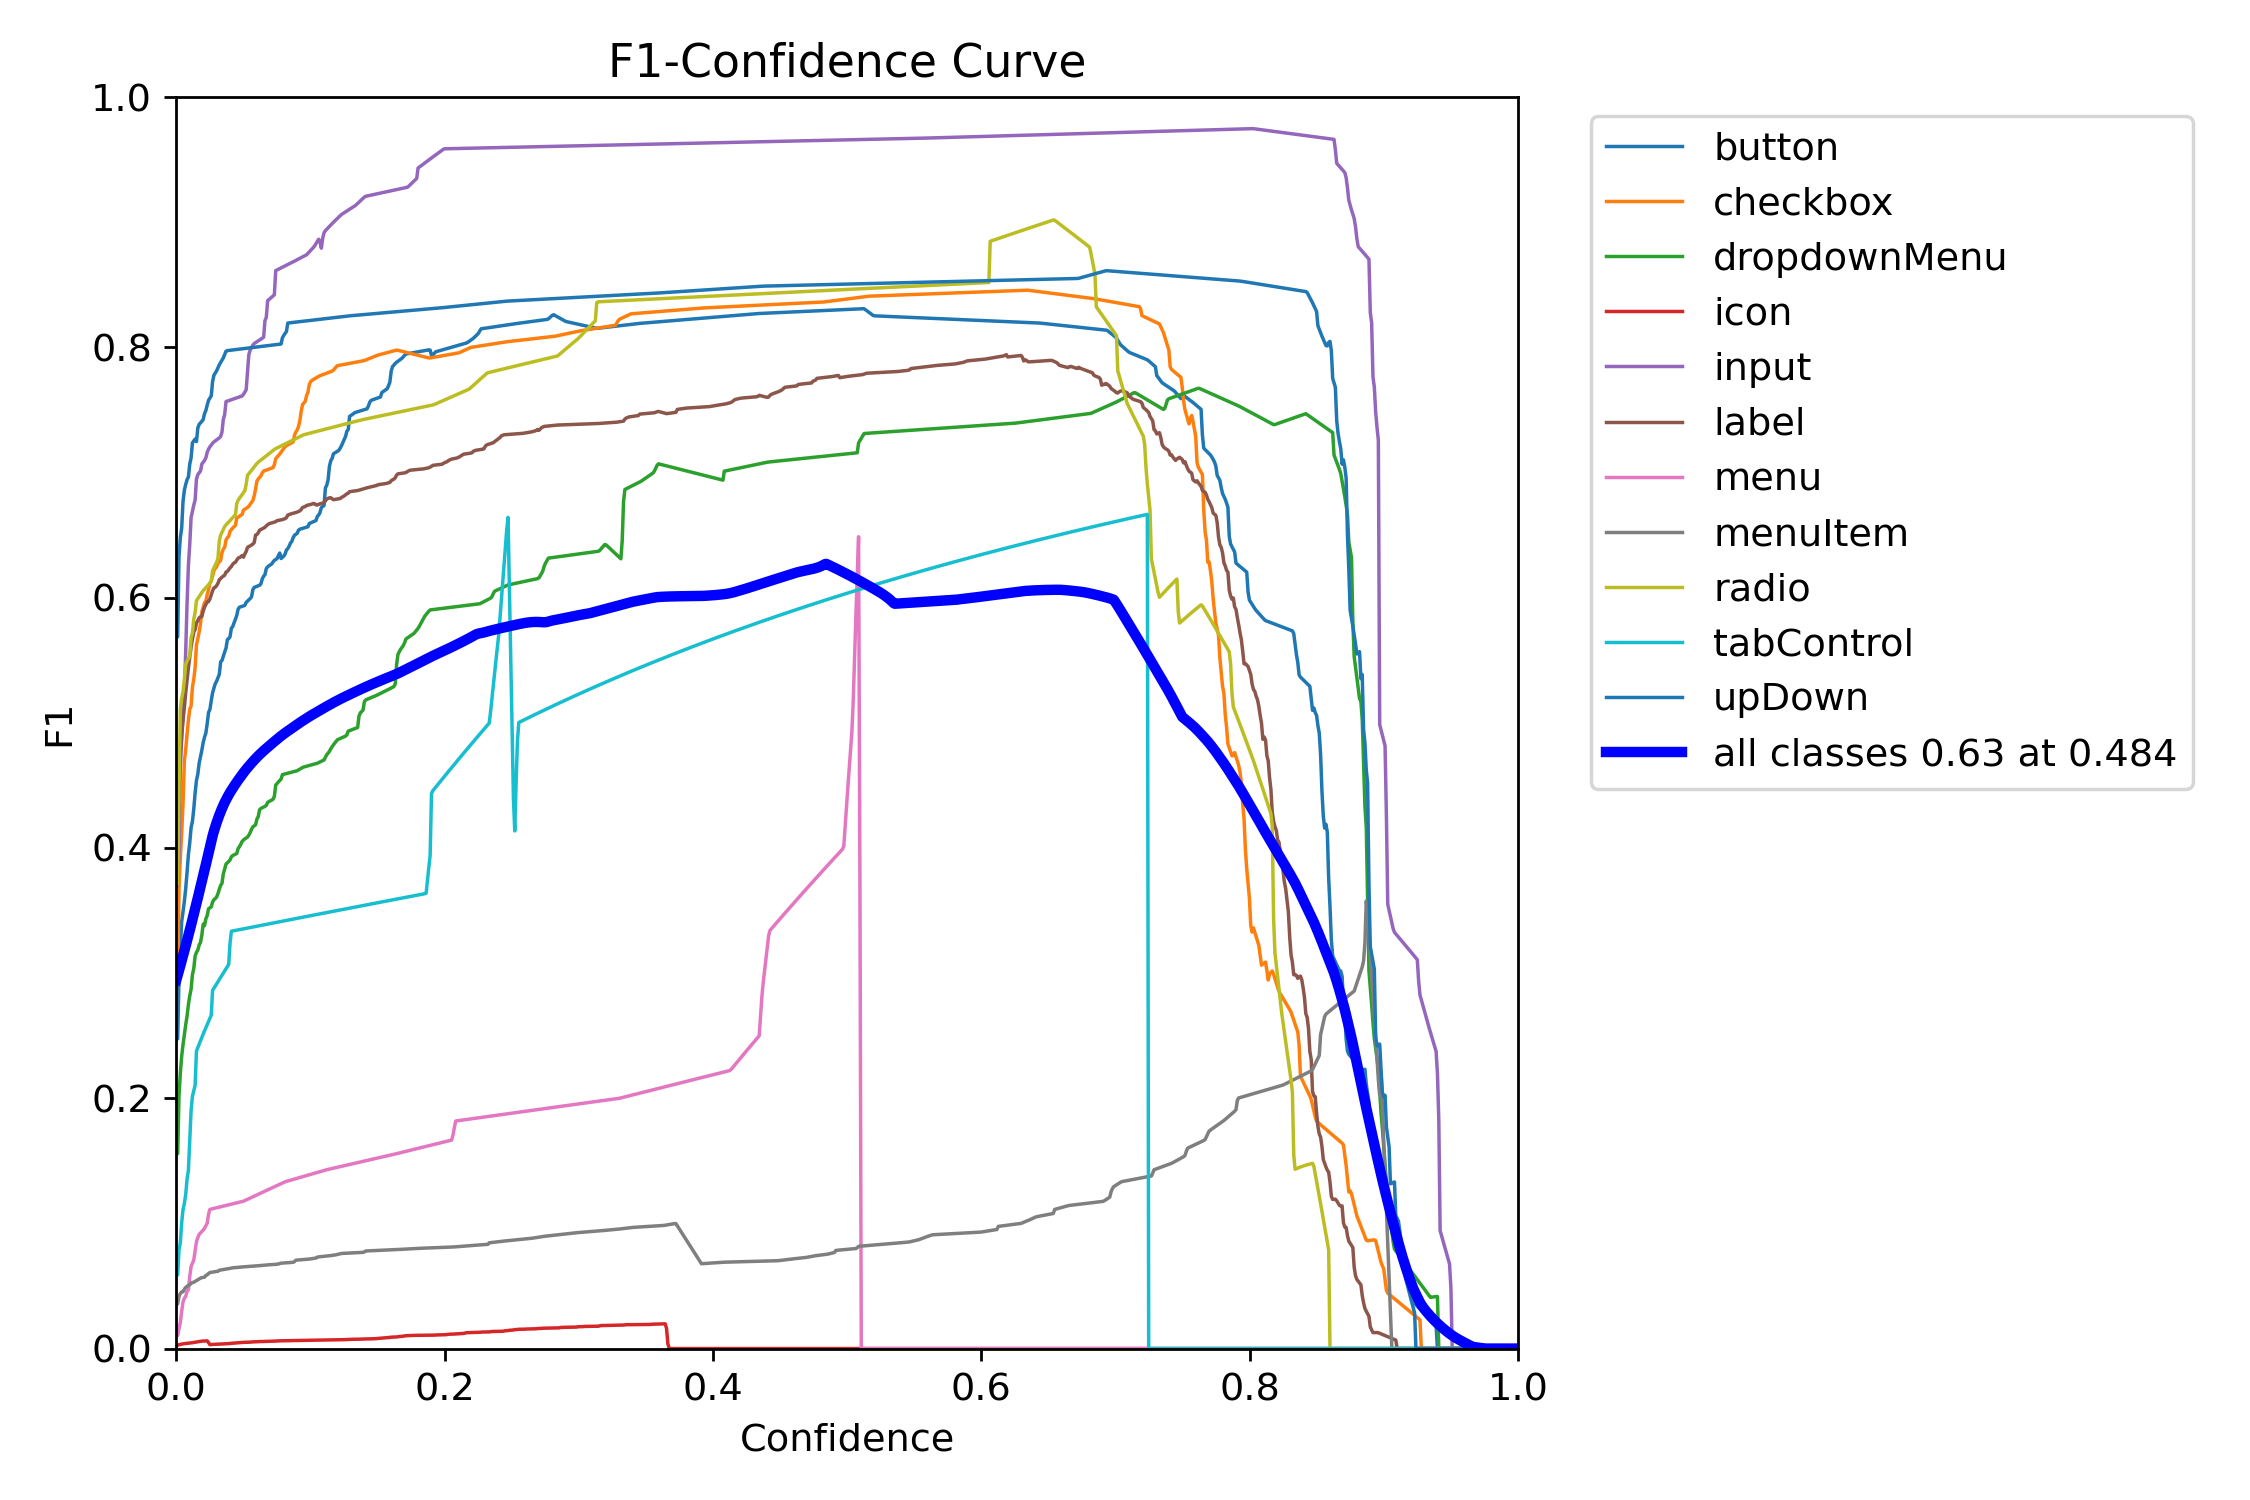 F1-Confidence Curve
1.0
0.8
0.6
0.4
0.2
0.0
F1
0.0 0.2 0.4 0.6 0.8 1.0
Confidence
button
checkbox
dropdownMenu
icon
input
label
menu
menuItem
radio
tabControl
upDown
all classes 0.63 at 0.484